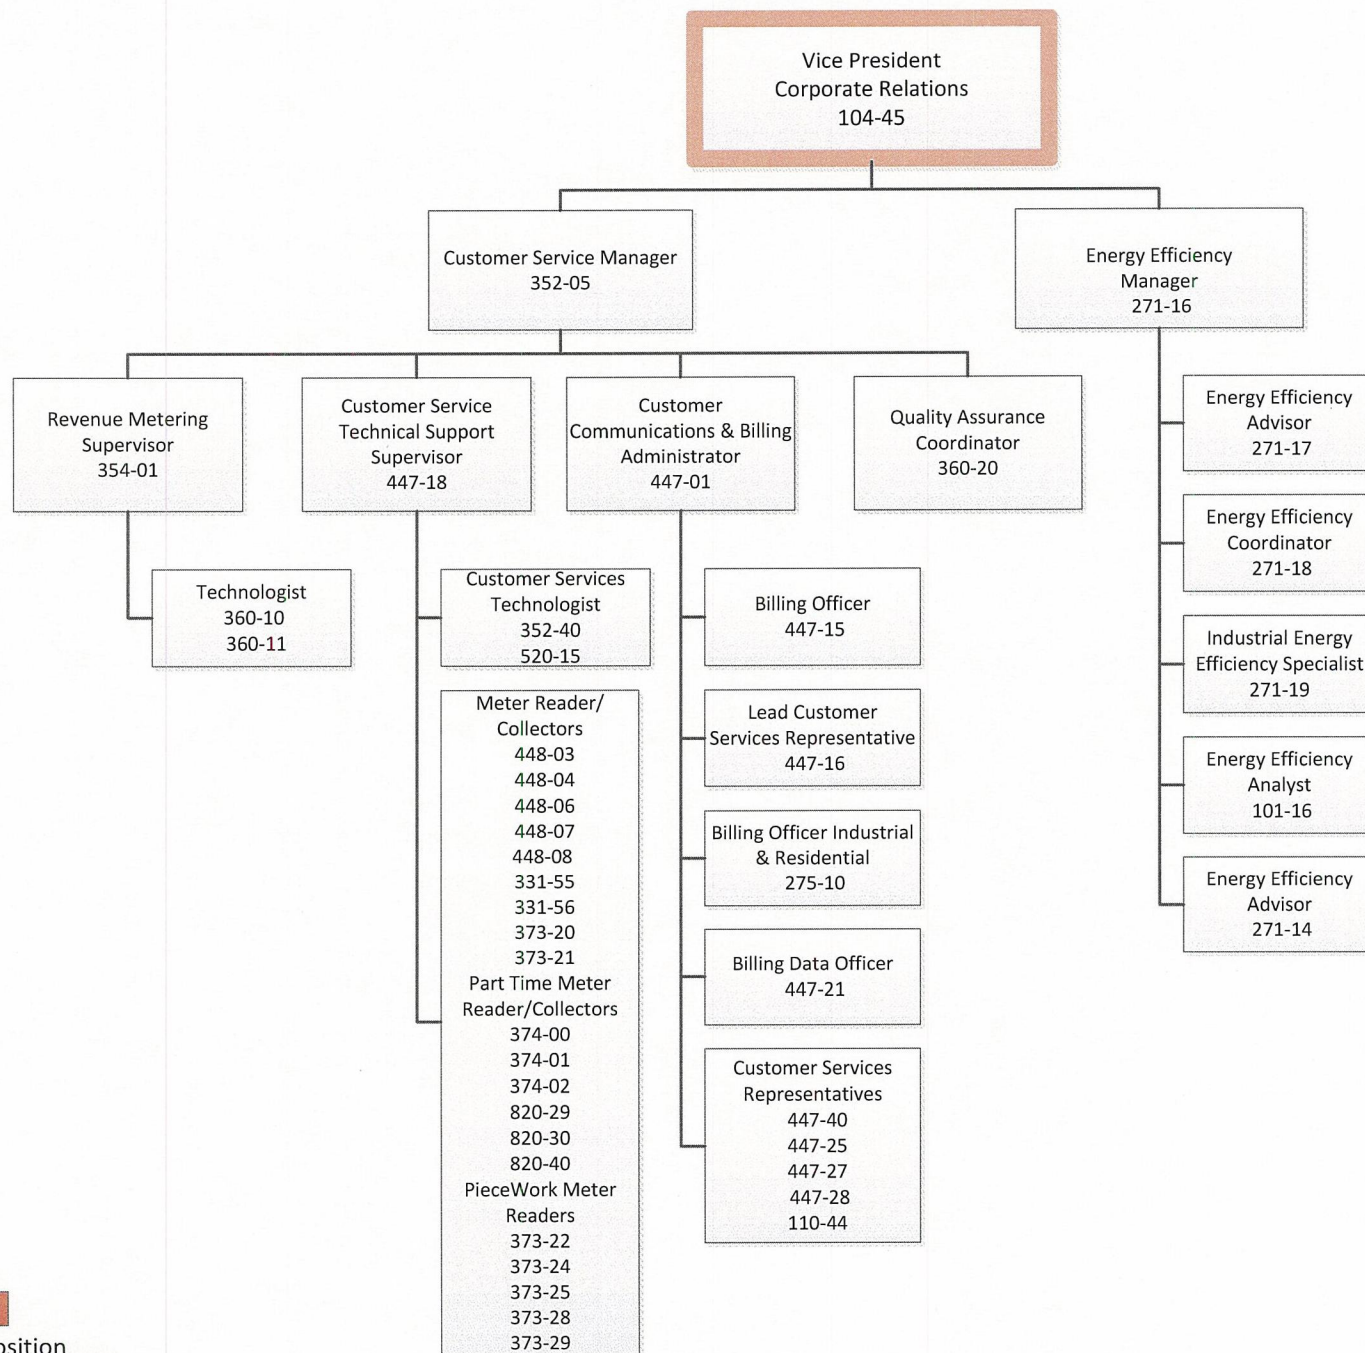 Vice President
Corporate Relations
104-45
Customer Service Manager
352-05
Energy Efficiency
Manager
271-16
Revenue Metering
Supervisor
354-01
Customer Service
Technical Support
Supervisor
447-18
Customer
Communications & Billing
Administrator
447-01
Quality Assurance
Coordinator
360-20
Technologist
360-10
360-11
Customer Services
Technologist
352-40
520-15
Meter Reader/
Collectors
448-03
448-04
448-06
448-07
448-08
331-55
331-56
373-20
373-21
Part Time Meter
Reader/Collectors
374-00
374-01
374-02
820-29
820-30
820-40
PieceWork Meter
Readers
373-22
373-24
373-25
373-28
373-29
Billing Officer
447-15
Lead Customer
Services Representative
447-16
Billing Officer Industrial
& Residential
275-10
Billing Data Officer
447-21
Customer Services
Representatives
447-40
447-25
447-27
447-28
110-44
Energy Efficiency
Advisor
271-17
Energy Efficiency
Coordinator
271-18
Industrial Energy
Efficiency Specialist
271-19
Energy Efficiency
Analyst
101-16
Energy Efficiency
Advisor
271-14
osition